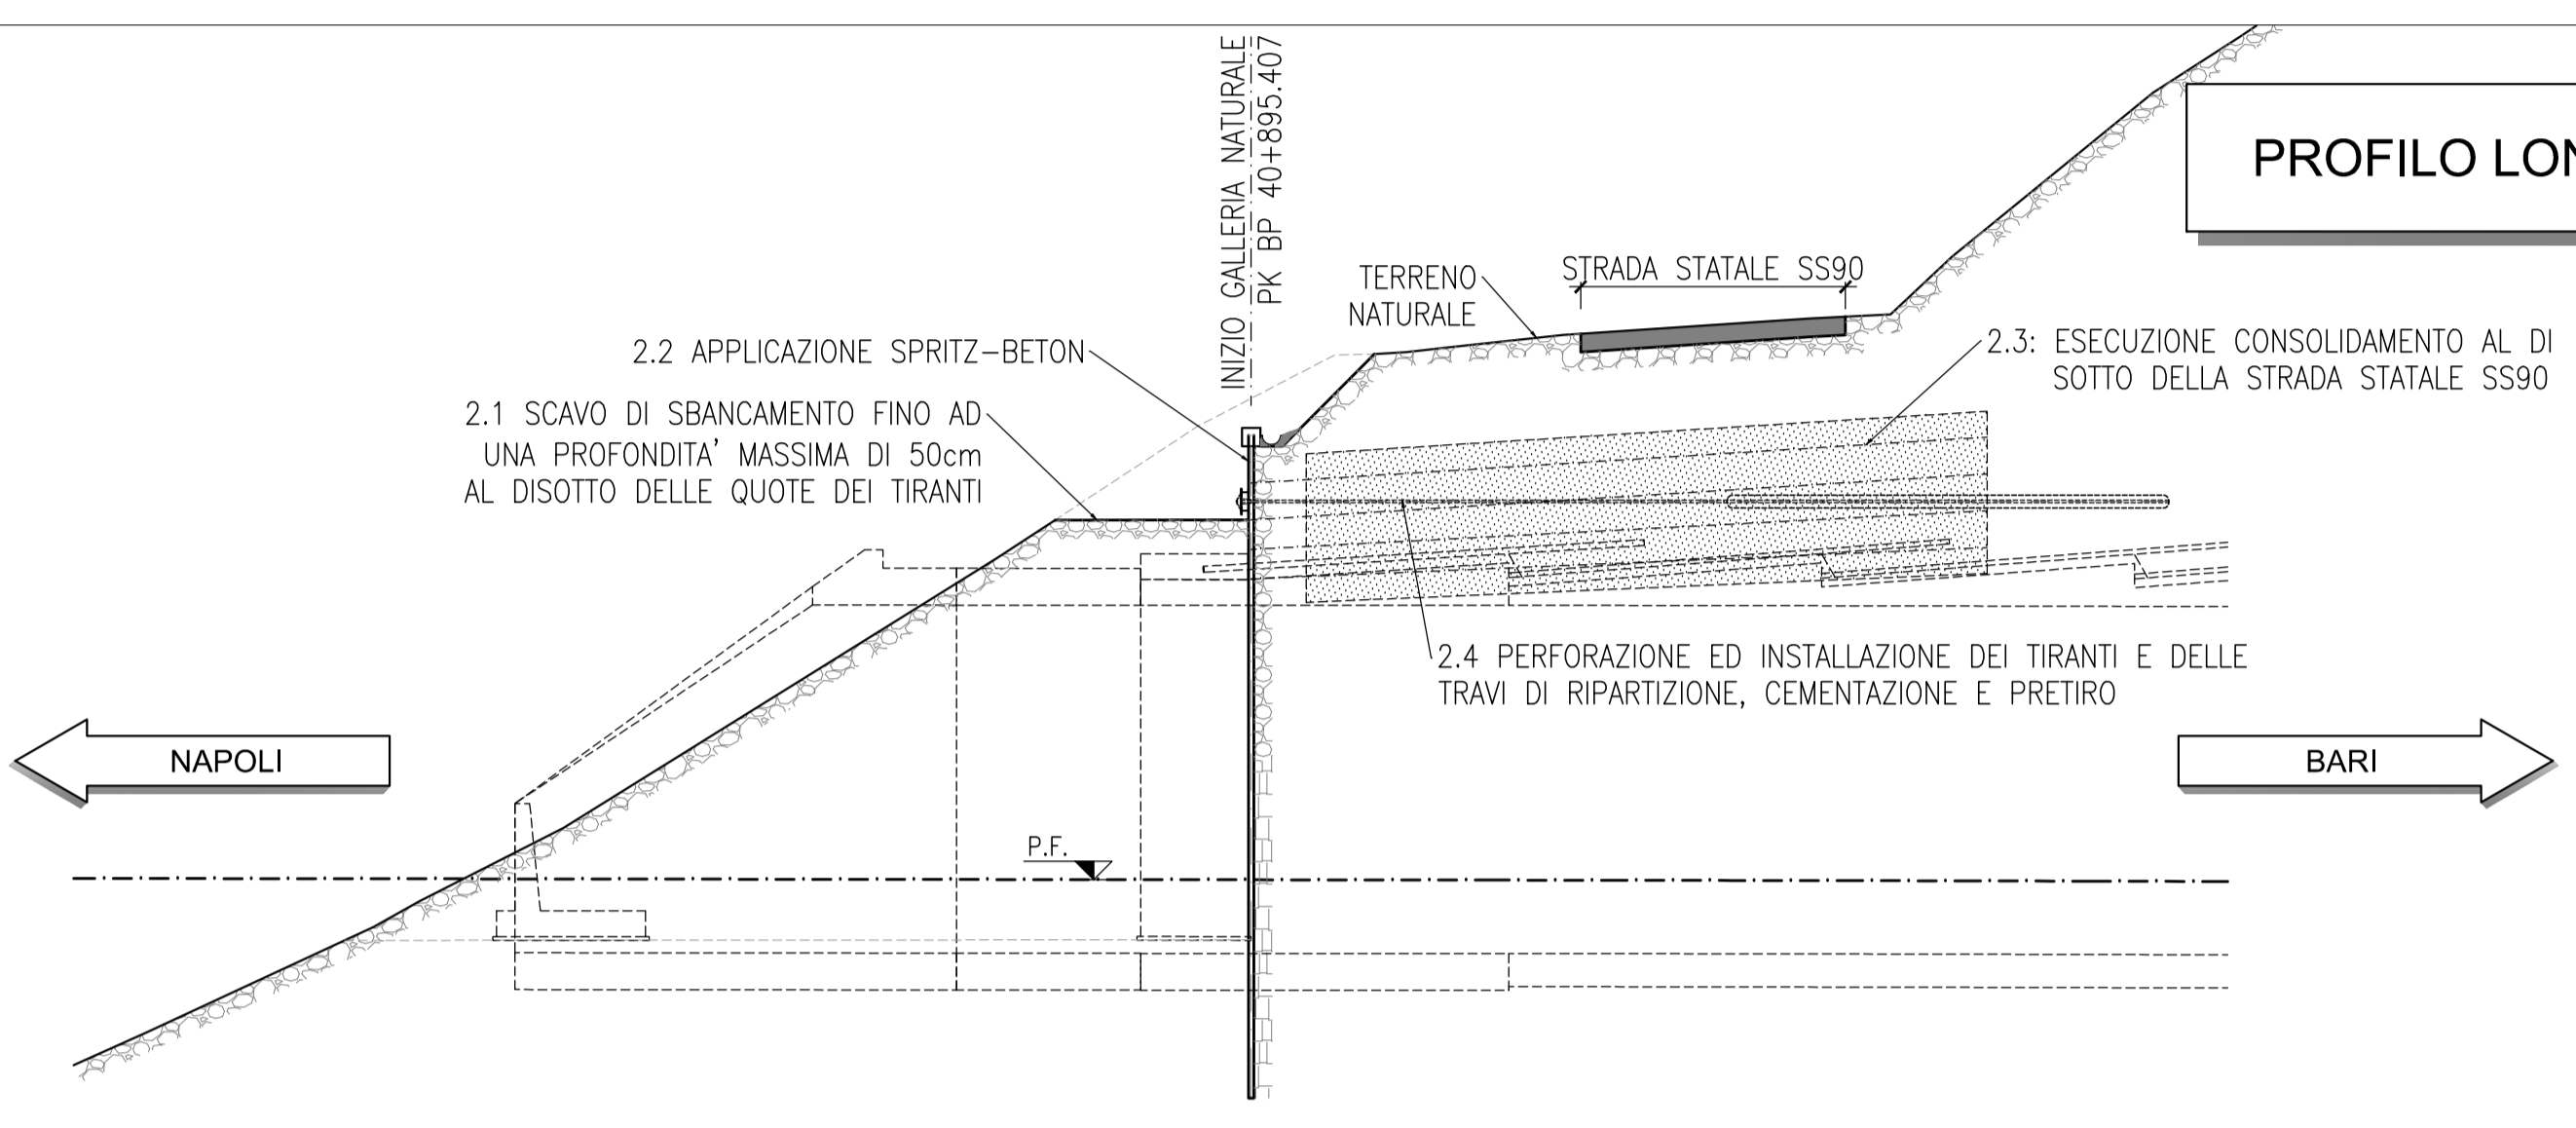 INIZIO GALLERIA NATURALE
PK BP 40+895.407
PROFILO LON
TERRENO
NATURALE
STRADA STATALE SS90
2.2 APPLICAZIONE SPRITZ-BETON
2.1 SCAVO DI SBANCAMENTO FINO AD
UNA PROFONDITA' MASSIMA DI 50cm
AL DISOTTO DELLE QUOTE DEI TIRANTI
2.3: ESECUZIONE CONSOLIDAMENTO AL DI
SOTTO DELLA STRADA STATALE SS90
2.4 PERFORAZIONE ED INSTALLAZIONE DEI TIRANTI E DELLE
TRAVI DI RIPARTIZIONE, CEMENTAZIONE E PRETIRO
NAPOLI
BARI
P.F.